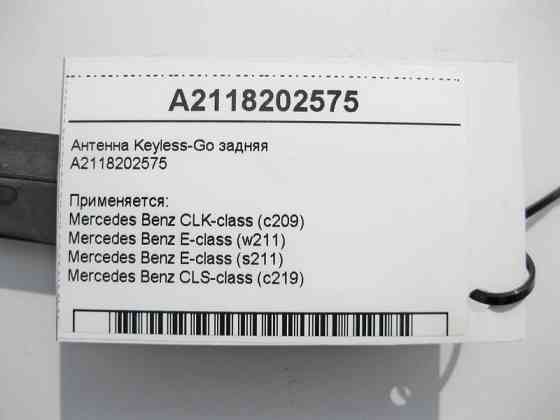 A2118202575
Антенна Keyless-Go задняя
A2118202575
Применяется:
Mercedes Benz CLK-class (c209)
Mercedes Benz E-class (w211)
Mercedes Benz E-class (s211)
Mercedes Benz CLS-class (c219)